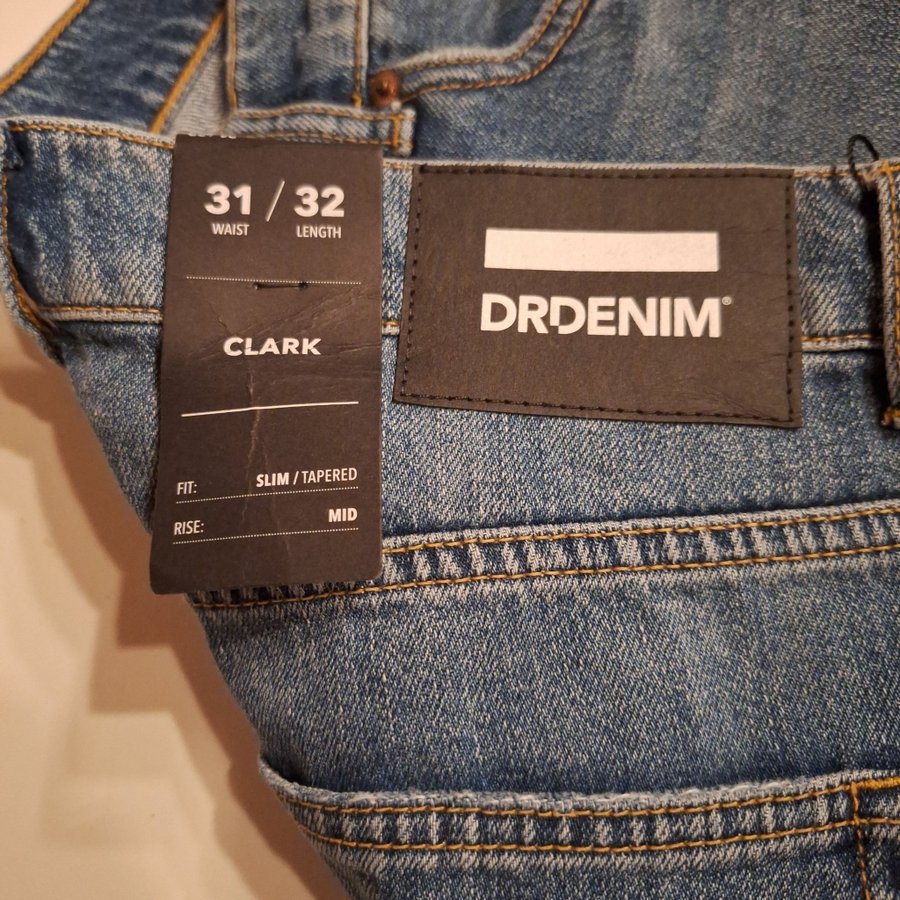 31 / 32
WAIST LENGTH
CLARK
FIT: SLIM / TAPERED
RISE: MID
DRDENIM®